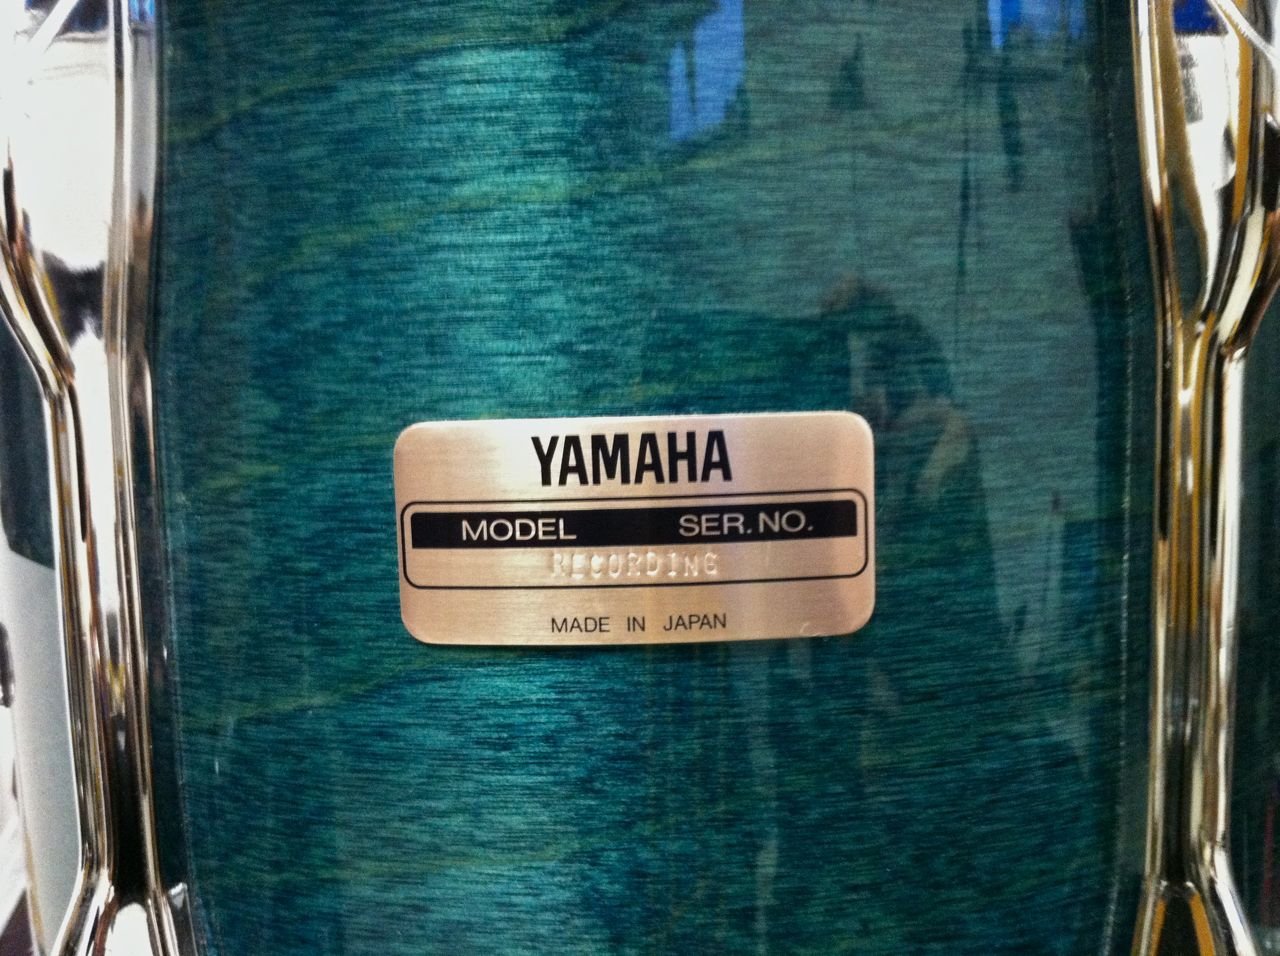 YAMAHA
MODEL SER. NO.
RECORDING
MADE IN JAPAN